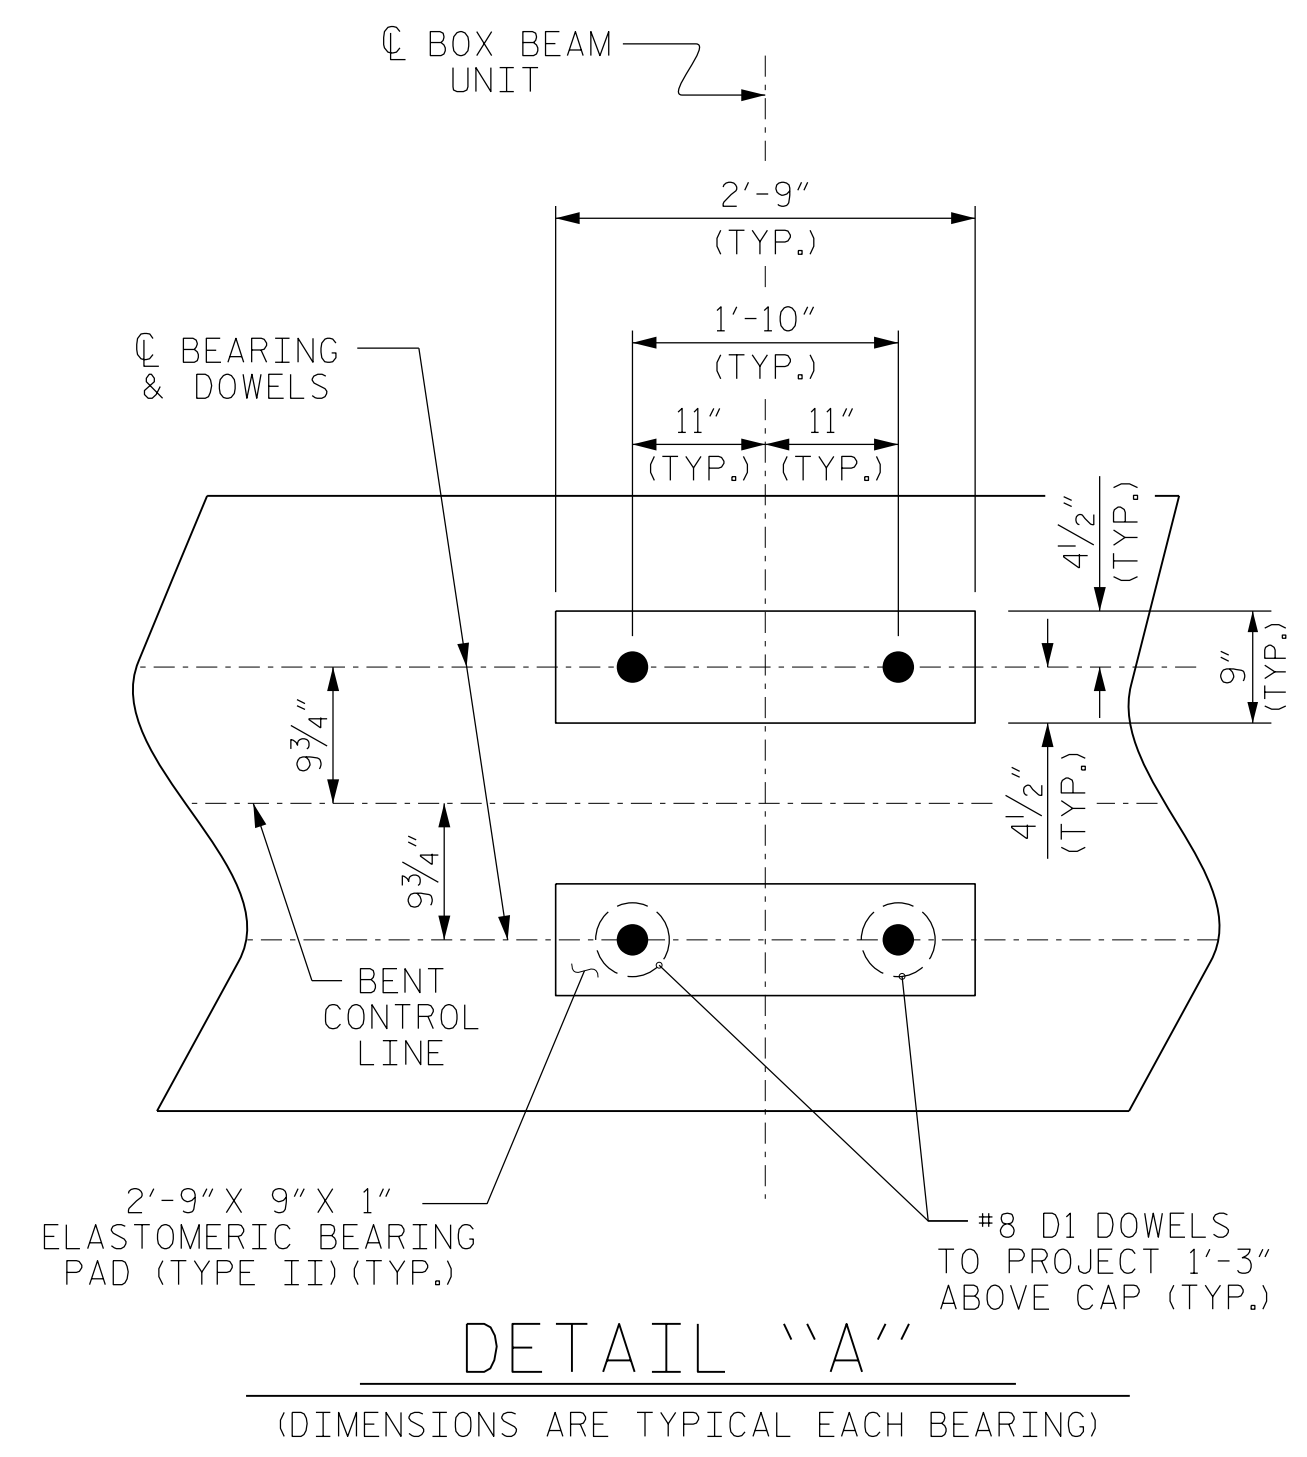 ℄ BOX BEAM
UNIT
2'-9"
(TYP.)
1'-10"
(TYP.)
℄ BEARING
& DOWELS
11"
(TYP.)
11"
(TYP.)
4½"
(TYP.)
9"
(TYP.)
9¾"
4½"
(TYP.)
9¾"
BENT
CONTROL
LINE
2'-9" X 9" X 1"
ELASTOMERIC BEARING
PAD (TYPE II) (TYP.)
#8 D1 DOWELS
TO PROJECT 1'-3"
ABOVE CAP (TYP.)
DETAIL "A"
(DIMENSIONS ARE TYPICAL EACH BEARING)